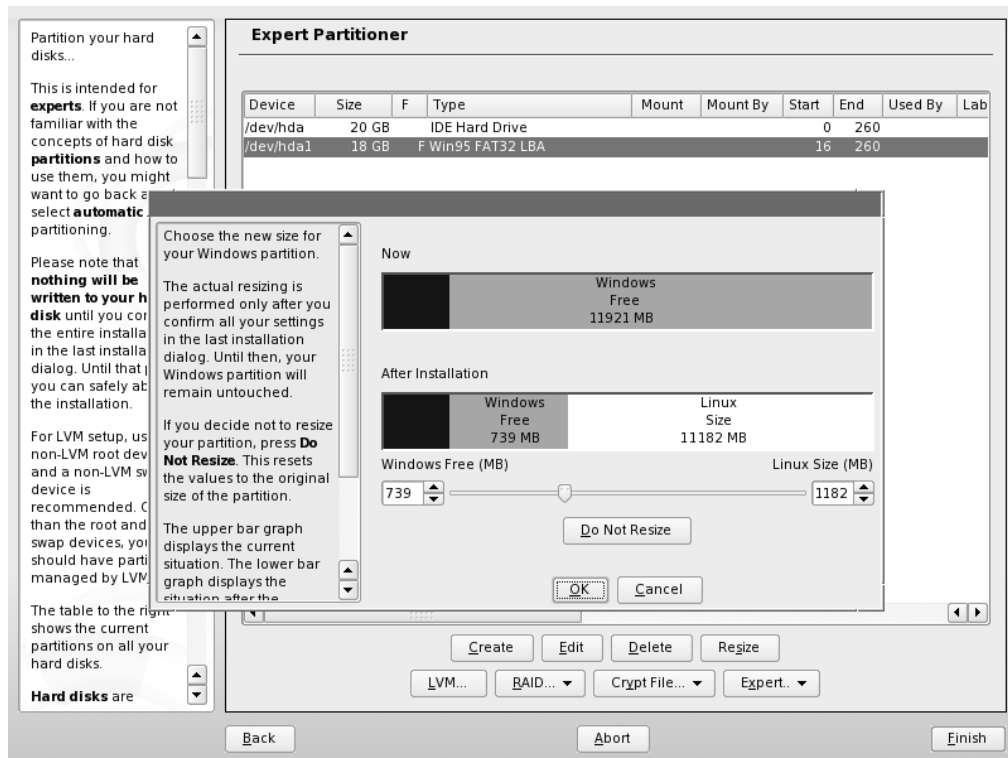 Partition your hard
disks...
This is intended for
experts. If you are not
familiar with the
concepts of hard disk
partitions and how to
use them, you might
want to go back
select automatic
partitioning.
Please note that
nothing will be
written to your h
disk until you cor
the entire installa
in the last installa
dialog. Until that
you can safely ab
the installation.
For LVM setup, us
non-LVM root dev
and a non-LVM sw
device is
recommended. O
than the root and
swap devices, you
should have parti
managed by LVM
The table to the right
shows the current
partitions on all your
hard disks.
Hard disks are
Expert Partitioner
Device Size F Type Mount Mount By Start End Used By Lab
/dev/hda 20 GB IDE Hard Drive 0 260
/dev/hda1 18 GB F Win95 FAT32 LBA 16 260
Choose the new size for
your Windows partition.
The actual resizing is
performed only after you
confirm all your settings
in the last installation
dialog. Until then, your
Windows partition will
remain untouched.
If you decide not to resize
your partition, press Do
Not Resize. This resets
the values to the original
size of the partition.
The upper bar graph
displays the current
situation. The lower bar
graph displays the
situation after the
Now
Windows
Free
11921 MB
After Installation
Windows
Free
739 MB
Linux
Size
11182 MB
Windows Free (MB) Linux Size (MB)
739 1182
Do Not Resize
OK Cancel
Create Edit Delete Resize
LVM... RAID... Crypt File... Expert..
Back Abort Finish